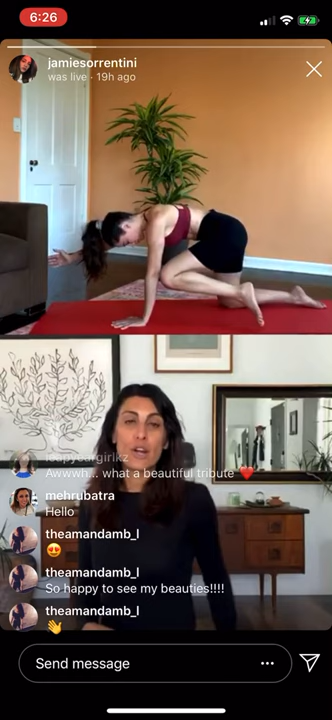 6:26
jamiesorrentini
was live · 19h ago
leapyeargirlkz
Awwwh... what a beautiful tribute ❤️
mehrubatra
Hello
theamandamb_l
😍
theamandamb_l
So happy to see my beauties!!!!
theamandamb_l
👋
Send message